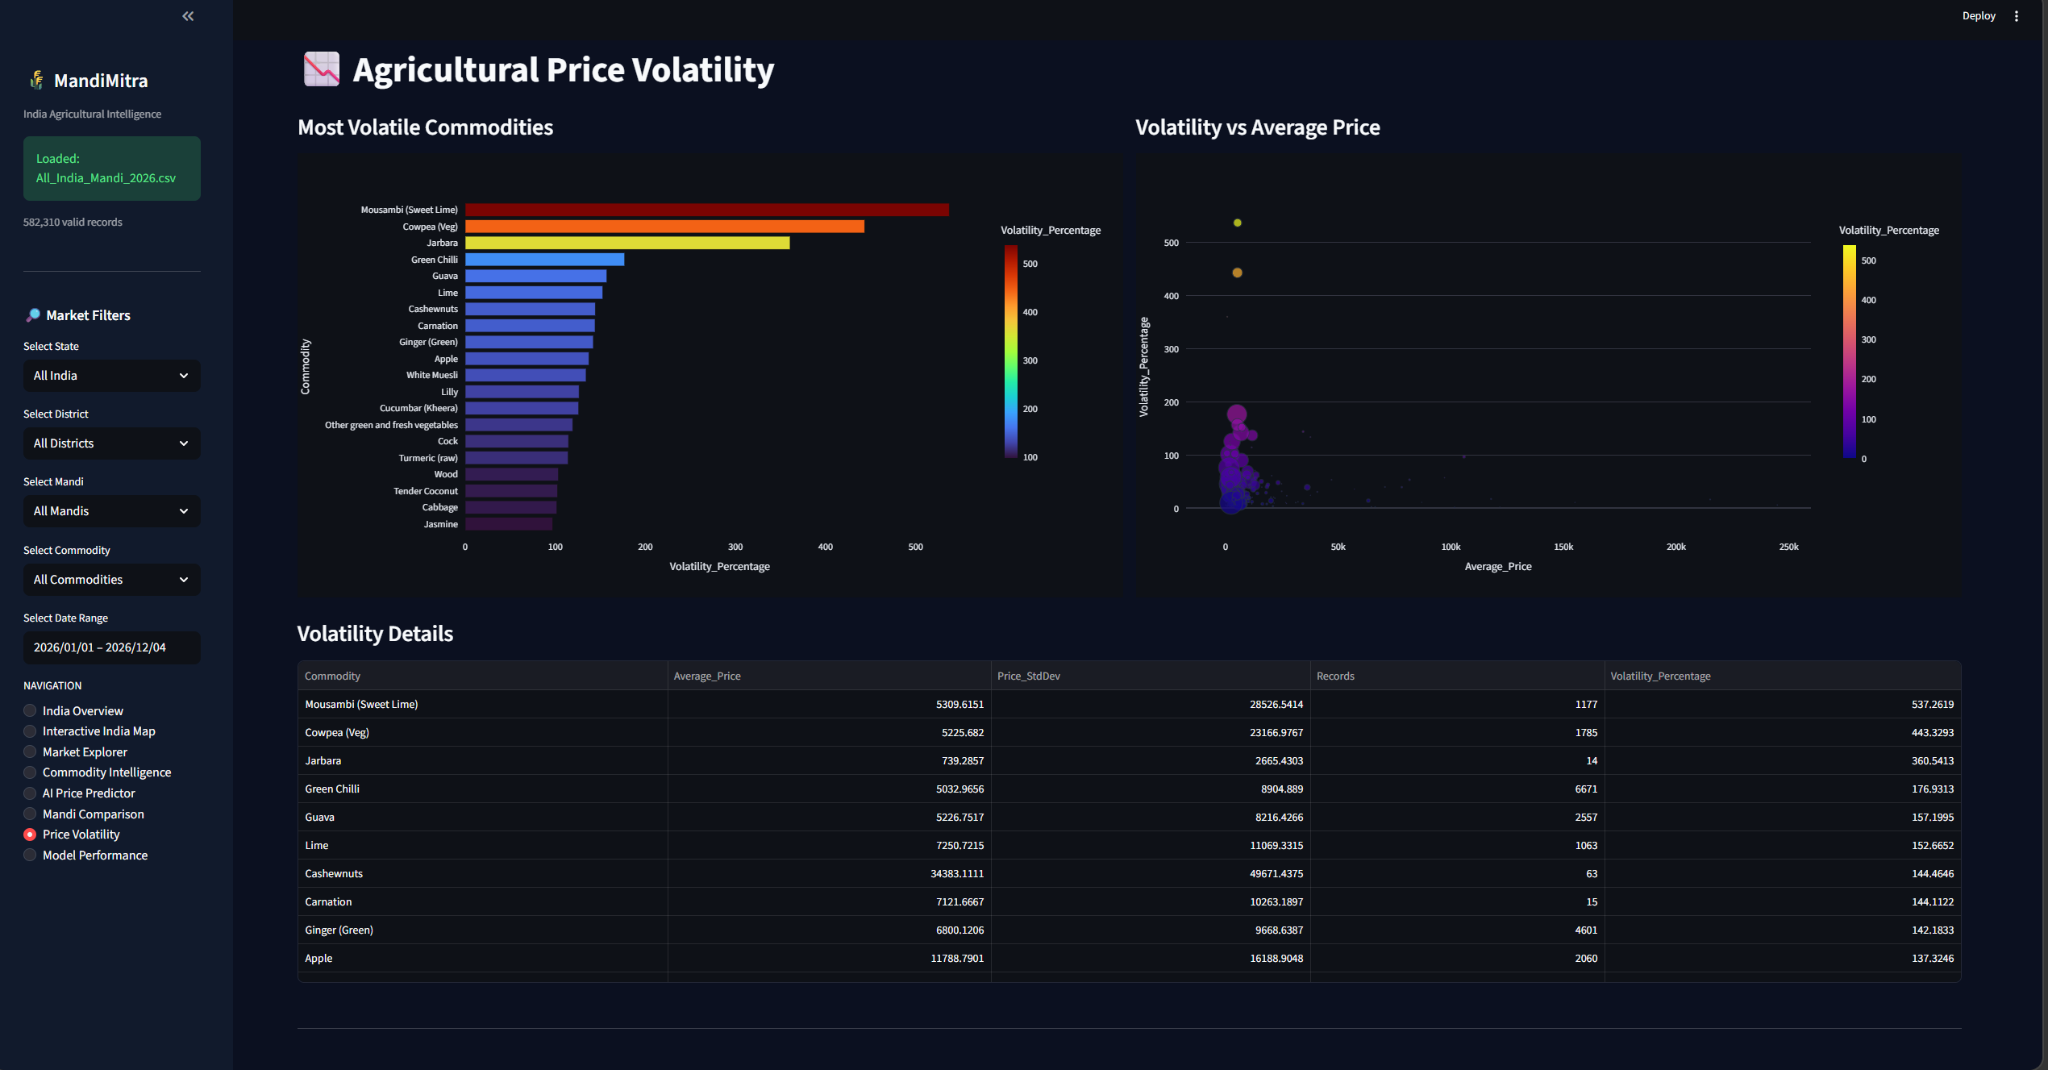 Deploy
MandiMitra
India Agricultural Intelligence
Loaded:
All_India_Mandi_2026.csv
582,310 valid records
Market Filters
Select State
All India
Select District
All Districts
Select Mandi
All Mandis
Select Commodity
All Commodities
Select Date Range
2026/01/01 – 2026/12/04
NAVIGATION
India Overview
Interactive India Map
Market Explorer
Commodity Intelligence
AI Price Predictor
Mandi Comparison
Price Volatility
Model Performance
Agricultural Price Volatility
Most Volatile Commodities
Commodity
Mousambi (Sweet Lime)
Cowpea (Veg)
Jarbara
Green Chilli
Guava
Lime
Cashewnuts
Carnation
Ginger (Green)
Apple
White Muesli
Lilly
Cucumbar (Kheera)
Other green and fresh vegetables
Cock
Turmeric (raw)
Wood
Tender Coconut
Cabbage
Jasmine
0 100 200 300 400 500
Volatility_Percentage
Volatility_Percentage
500
400
300
200
100
Volatility vs Average Price
Volatility_Percentage
500
400
300
200
100
0
0 50k 100k 150k 200k 250k
Average_Price
Volatility_Percentage
500
400
300
200
100
0
Volatility Details
Commodity Average_Price Price_StdDev Records Volatility_Percentage
Mousambi (Sweet Lime) 5309.6151 28526.5414 1177 537.2619
Cowpea (Veg) 5225.682 23166.9767 1785 443.3293
Jarbara 739.2857 2665.4303 14 360.5413
Green Chilli 5032.9656 8904.889 6671 176.9313
Guava 5226.7517 8216.4266 2557 157.1995
Lime 7250.7215 11069.3315 1063 152.6652
Cashewnuts 34383.1111 49671.4375 63 144.4646
Carnation 7121.6667 10263.1897 15 144.1122
Ginger (Green) 6800.1206 9668.6387 4601 142.1833
Apple 11788.7901 16188.9048 2060 137.3246